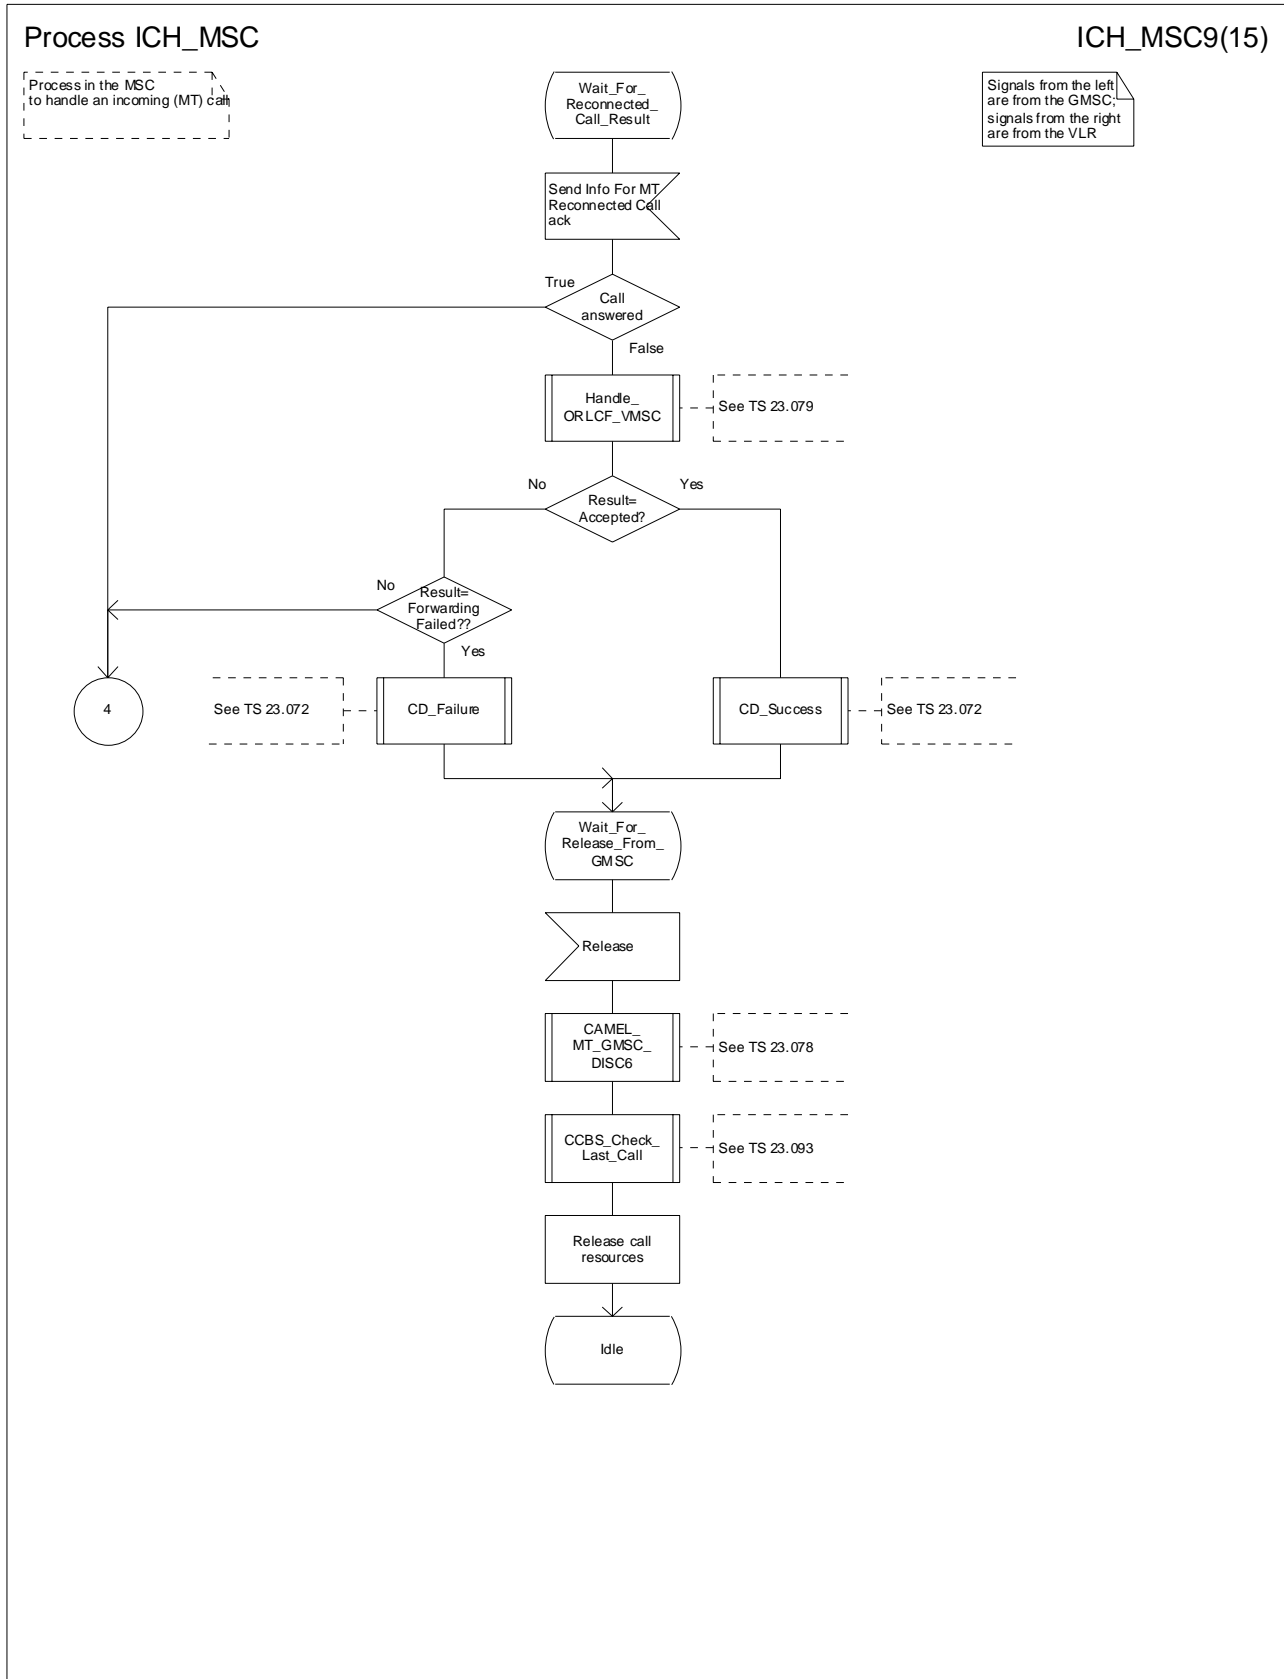 Process ICH_MSC
ICH_MSC9(15)
Process in the MSC
to handle an incoming (MT) call
Signals from the left
are from the GMSC;
signals from the right
are from the VLR
Wait_For_
Reconnected_
Call_Result
Send Info For MT
Reconnected Call
ack
True
Call
answered
False
Handle_
ORLCF_VMSC
See TS 23.079
No
Yes
Result=
Accepted?
No
Result=
Forwarding
Failed??
Yes
4
See TS 23.072
CD_Failure
CD_Success
See TS 23.072
Wait_For_
Release_From_
GMSC
Release
CAMEL_
MT_GMSC_
DISC6
See TS 23.078
CCBS_Check_
Last_Call
See TS 23.093
Release call
resources
Idle